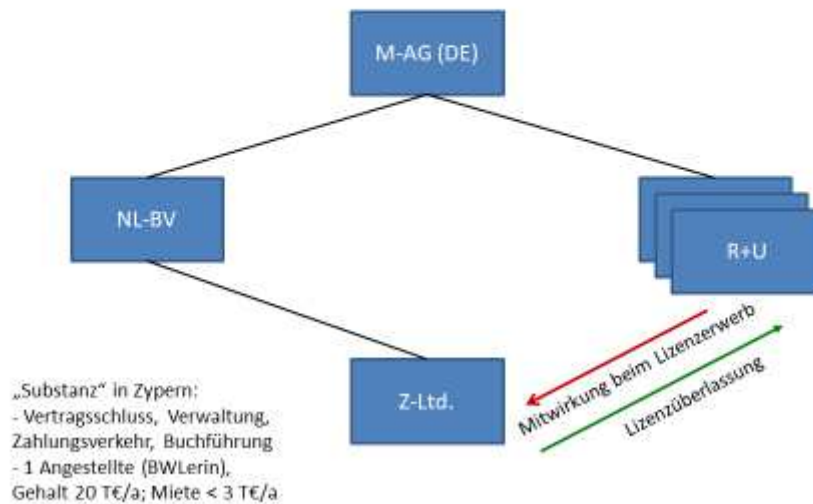 M-AG (DE)
NL-BV
R+U
Mitwirkung beim Lizenzerwerb
Lizenzüberlassung
Z-Ltd.
„Substanz“ in Zypern:
- Vertragsschluss, Verwaltung,
Zahlungsverkehr, Buchführung
- 1 Angestellte (BWLerin),
Gehalt 20 T€/a; Miete < 3 T€/a